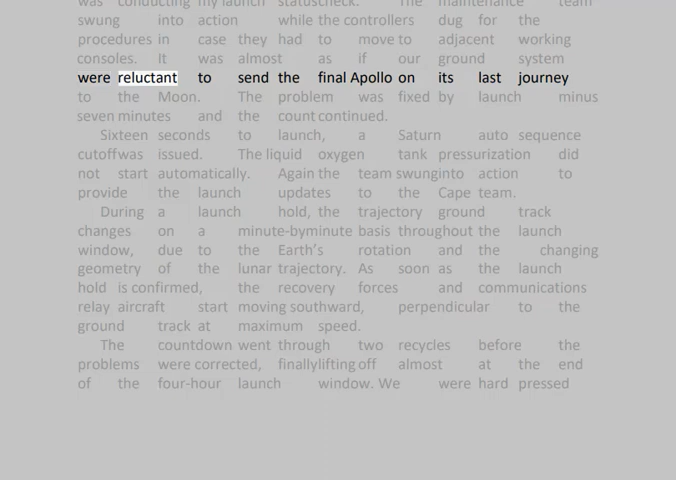 was conducting my launch statuscheck. The maintenance team
swung into action while the controllers dug for the
procedures in case they had to move to adjacent working
consoles. It was almost as if our ground system
were reluctant to send the final Apollo on its last journey
to the Moon. The problem was fixed by launch minus
seven minutes and the count continued.
Sixteen seconds to launch, a Saturn auto sequence
cutoffwas issued. The liquid oxygen tank pressurization did
not start automatically. Again the team swunginto action to
provide the launch updates to the Cape team.
During a launch hold, the trajectory ground track
changes on a minute-byminute basis throughout the launch
window, due to the Earth's rotation and the changing
geometry of the lunar trajectory. As soon as the launch
hold is confirmed, the recovery forces and communications
relay aircraft start moving southward, perpendicular to the
ground track at maximum speed.
The countdown went through two recycles before the
problems were corrected, finallylifting off almost at the end
of the four-hour launch window. We were hard pressed